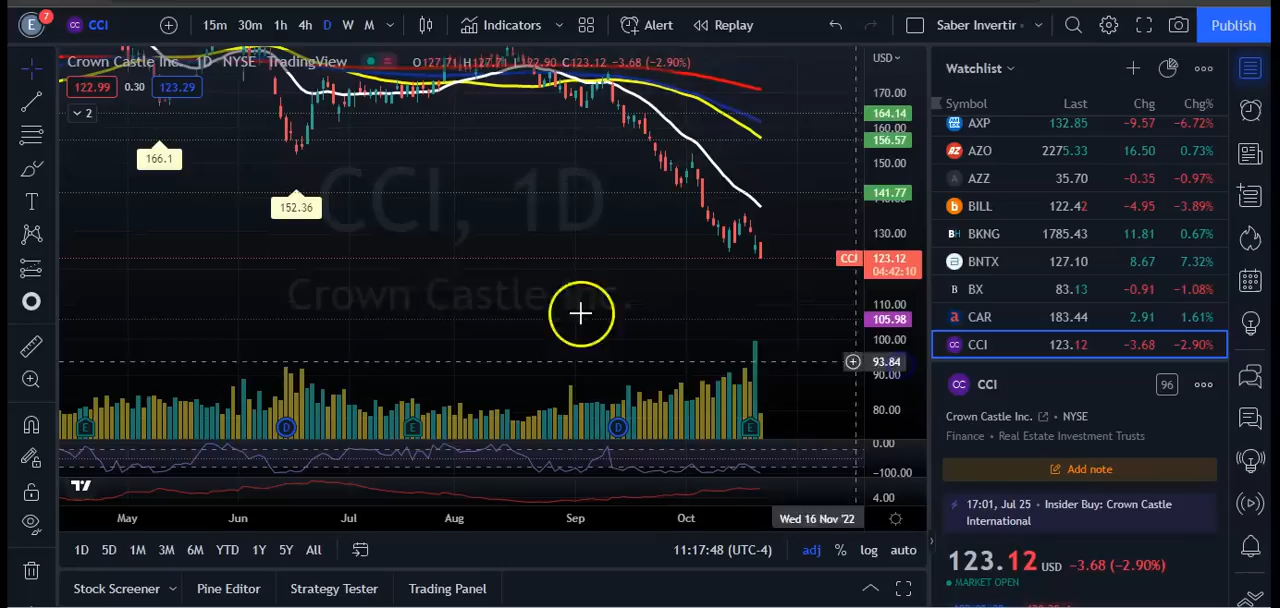 E 7 CCI 15m 30m 1h 4h D W M Indicators Alert Replay Saber Invertir Publish
Crown Castle Inc. 1D NYSE TradingView O127.71 H127.71 L122.90 C123.12 −3.68 (−2.90%)
122.99 0.30 123.29
2
CCI, 1D
Crown Castle Inc.
166.1
152.36
USD
170.00
164.14
160.00
156.57
150.00
141.77
130.00
CCI 123.12
04:42:10
110.00
105.98
100.00
93.84
90.00
80.00
E D E D E
0.00
−100.00
4.00
May Jun Jul Aug Sep Oct Wed 16 Nov '22
1D 5D 1M 3M 6M YTD 1Y 5Y All 11:17:48 (UTC-4) adj % log auto
Stock Screener Pine Editor Strategy Tester Trading Panel
Watchlist
Symbol Last Chg Chg%
AXP 132.85 −9.57 −6.72%
AZO 2275.33 16.50 0.73%
AZZ 35.70 −0.35 −0.97%
BILL 122.42 −4.95 −3.89%
BKNG 1785.43 11.81 0.67%
BNTX 127.10 8.67 7.32%
BX 83.13 −0.91 −1.08%
CAR 183.44 2.91 1.61%
CCI 123.12 −3.68 −2.90%
CCI 96
Crown Castle Inc. • NYSE
Finance • Real Estate Investment Trusts
Add note
17:01, Jul 25 • Insider Buy: Crown Castle
International
123.12 USD −3.68 (−2.90%)
MARKET OPEN